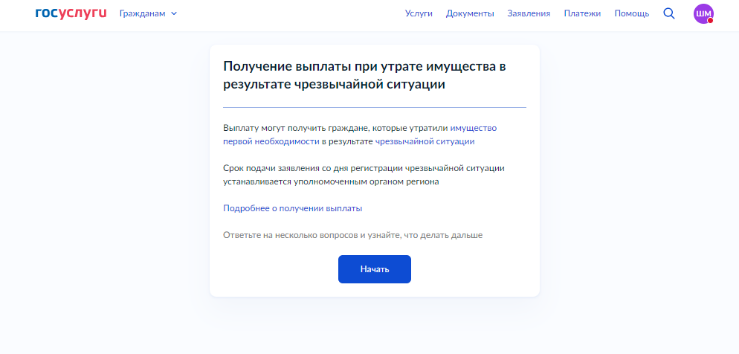 госуслуги Гражданам Услуги Документы Заявления Платежи Помощь ШМ
Получение выплаты при утрате имущества в
результате чрезвычайной ситуации
Выплату могут получить граждане, которые утратили имущество
первой необходимости в результате чрезвычайной ситуации
Срок подачи заявления со дня регистрации чрезвычайной ситуации
устанавливается уполномоченным органом региона
Подробнее о получении выплаты
Ответьте на несколько вопросов и узнайте, что делать дальше
Начать